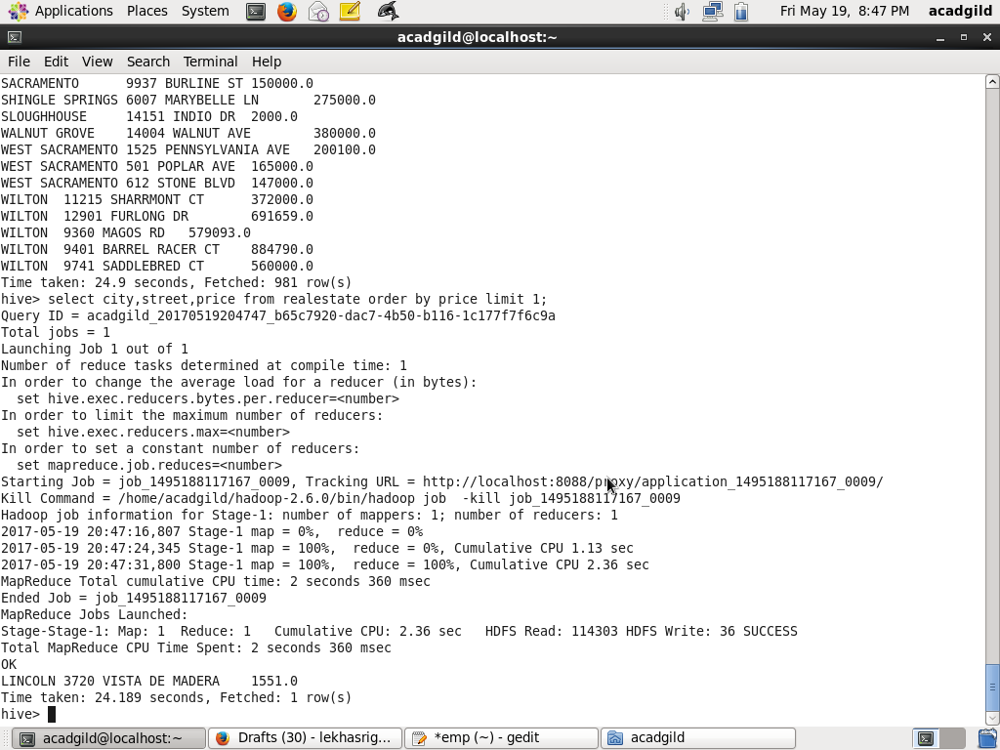 Applications Places System Fri May 19, 8:47 PM acadgild
acadgild@localhost:~
File Edit View Search Terminal Help
SACRAMENTO 9937 BURLINE ST 150000.0
SHINGLE SPRINGS 6007 MARYBELLE LN 275000.0
SLOUGHHOUSE 14151 INDIO DR 2000.0
WALNUT GROVE 14004 WALNUT AVE 380000.0
WEST SACRAMENTO 1525 PENNSYLVANIA AVE 200100.0
WEST SACRAMENTO 501 POPLAR AVE 165000.0
WEST SACRAMENTO 612 STONE BLVD 147000.0
WILTON 11215 SHARRMONT CT 372000.0
WILTON 12901 FURLONG DR 691659.0
WILTON 9360 MAGOS RD 579093.0
WILTON 9401 BARREL RACER CT 884790.0
WILTON 9741 SADDLEBRED CT 560000.0
Time taken: 24.9 seconds, Fetched: 981 row(s)
hive> select city,street,price from realestate order by price limit 1;
Query ID = acadgild_20170519204747_b65c7920-dac7-4b50-b116-1c177f7f6c9a
Total jobs = 1
Launching Job 1 out of 1
Number of reduce tasks determined at compile time: 1
In order to change the average load for a reducer (in bytes):
set hive.exec.reducers.bytes.per.reducer=<number>
In order to limit the maximum number of reducers:
set hive.exec.reducers.max=<number>
In order to set a constant number of reducers:
set mapreduce.job.reduces=<number>
Starting Job = job_1495188117167_0009, Tracking URL = http://localhost:8088/proxy/application_1495188117167_0009/
Kill Command = /home/acadgild/hadoop-2.6.0/bin/hadoop job -kill job_1495188117167_0009
Hadoop job information for Stage-1: number of mappers: 1; number of reducers: 1
2017-05-19 20:47:16,807 Stage-1 map = 0%, reduce = 0%
2017-05-19 20:47:24,345 Stage-1 map = 100%, reduce = 0%, Cumulative CPU 1.13 sec
2017-05-19 20:47:31,800 Stage-1 map = 100%, reduce = 100%, Cumulative CPU 2.36 sec
MapReduce Total cumulative CPU time: 2 seconds 360 msec
Ended Job = job_1495188117167_0009
MapReduce Jobs Launched:
Stage-Stage-1: Map: 1 Reduce: 1 Cumulative CPU: 2.36 sec HDFS Read: 114303 HDFS Write: 36 SUCCESS
Total MapReduce CPU Time Spent: 2 seconds 360 msec
OK
LINCOLN 3720 VISTA DE MADERA 1551.0
Time taken: 24.189 seconds, Fetched: 1 row(s)
hive>
acadgild@localhost:~ Drafts (30) - lekhasrig... *emp (~) - gedit acadgild